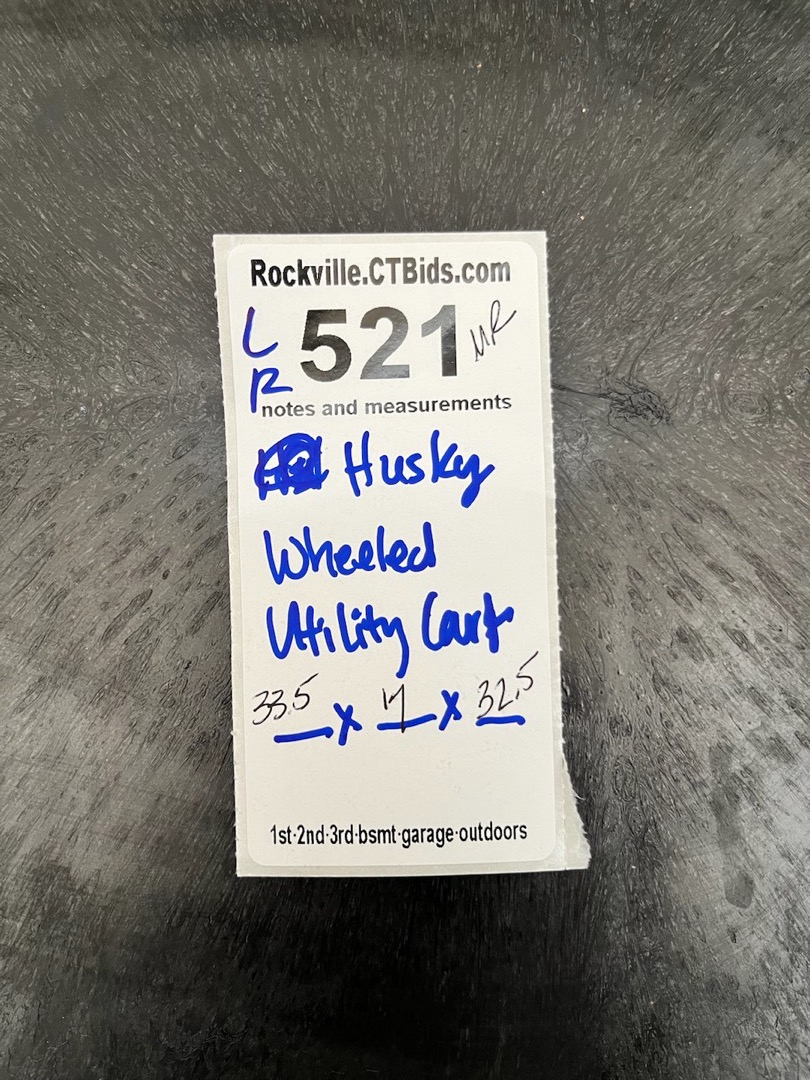 Rockville.CTBids.com
LR 521 MR
notes and measurements
Husky
Wheeled
Utility Cart
33.5 x 17 x 32.5
1st·2nd·3rd·bsmt·garage·outdoors